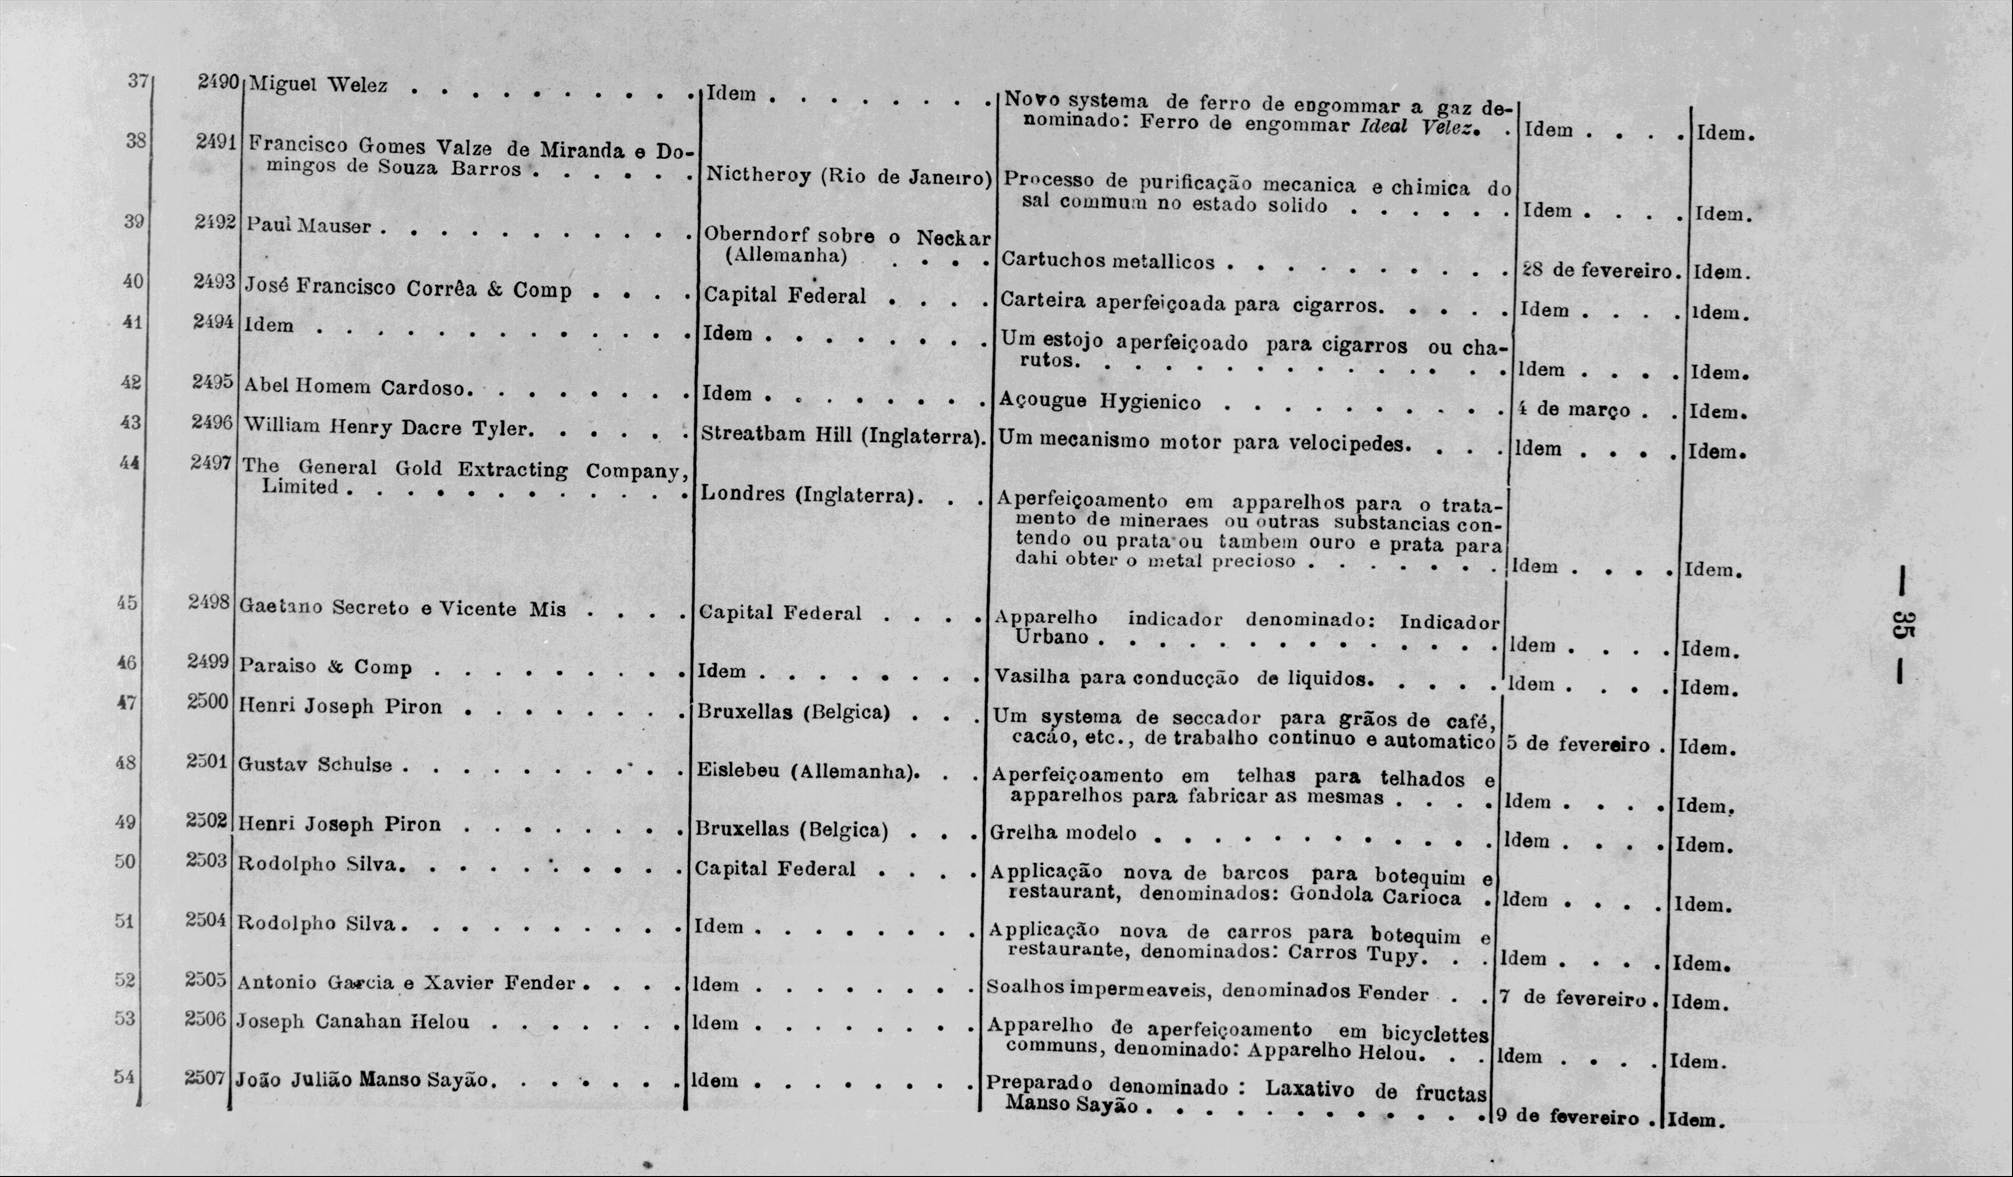 37 2490 Miguel Welez . . . . . . . . . . Idem . . . . . . . . Novo systema de ferro de engommar a gaz de-
nominado: Ferro de engommar Ideal Velez. . Idem . . . . Idem.
38 2491 Francisco Gomes Valze de Miranda e Do-
mingos de Souza Barros . . . . . . Nictheroy (Rio de Janeiro) Processo de purificação mecanica e chimica do
sal commum no estado solido . . . . . . Idem . . . . Idem.
39 2492 Paul Mauser . . . . . . . . . . . Oberndorf sobre o Neckar
(Allemanha) . . . . Cartuchos metallicos . . . . . . . . . . 28 de fevereiro. Idem.
40 2493 José Francisco Corrêa & Comp . . . . Capital Federal . . . . Carteira aperfeiçoada para cigarros. . . . . Idem . . . . Idem.
41 2494 Idem . . . . . . . . . . . . . Idem . . . . . . . . Um estojo aperfeiçoado para cigarros ou cha-
rutos. . . . . . . . . . . . . . . Idem . . . . Idem.
42 2495 Abel Homem Cardoso. . . . . . . . Idem . . . . . . . . Açougue Hygienico . . . . . . . . . . 4 de março . . Idem.
43 2496 William Henry Dacre Tyler. . . . . . Streatbam Hill (Inglaterra). Um mecanismo motor para velocipedes. . . . Idem . . . . Idem.
44 2497 The General Gold Extracting Company,
Limited . . . . . . . . . . . . Londres (Inglaterra). . . Aperfeiçoamento em apparelhos para o trata-
mento de mineraes ou outras substancias con-
tendo ou prata ou tambem ouro e prata para
dahi obter o metal precioso . . . . . . . Idem . . . . Idem.
45 2498 Gaetano Secreto e Vicente Mis . . . . Capital Federal . . . . Apparelho indicador denominado: Indicador
Urbano . . . . . . . . . . . . . . Idem . . . . Idem.
46 2499 Paraiso & Comp . . . . . . . . . Idem . . . . . . . . Vasilha para conducção de liquidos. . . . . Idem . . . . Idem.
47 2500 Henri Joseph Piron . . . . . . . . Bruxellas (Belgica) . . . Um systema de seccador para grãos de café,
cacáo, etc., de trabalho continuo e automatico 5 de fevereiro . Idem.
48 2501 Gustav Schulse . . . . . . . . . . Eislebeu (Allemanha). . . Aperfeiçoamento em telhas para telhados e
apparelhos para fabricar as mesmas . . . . Idem . . . . Idem.
49 2502 Henri Joseph Piron . . . . . . . . Bruxellas (Belgica) . . . Grelha modelo . . . . . . . . . . . . Idem . . . . Idem.
50 2503 Rodolpho Silva. . . . . . . . . . Capital Federal . . . . Applicação nova de barcos para botequim e
restaurant, denominados: Gondola Carioca . Idem . . . . Idem.
51 2504 Rodolpho Silva. . . . . . . . . . Idem . . . . . . . . Applicação nova de carros para botequim e
restaurante, denominados: Carros Tupy. . . Idem . . . . Idem.
52 2505 Antonio Garcia e Xavier Fender . . . . Idem . . . . . . . . Soalhos impermeaveis, denominados Fender . . 7 de fevereiro . Idem.
53 2506 Joseph Canahan Helou . . . . . . . Idem . . . . . . . . Apparelho de aperfeiçoamento em bicyclettes
communs, denominado: Apparelho Helou. . . Idem . . . . Idem.
54 2507 João Julião Manso Sayão. . . . . . . Idem . . . . . . . . Preparado denominado : Laxativo de fructas
Manso Sayão . . . . . . . . . . . . 9 de fevereiro . Idem.
— 35 —